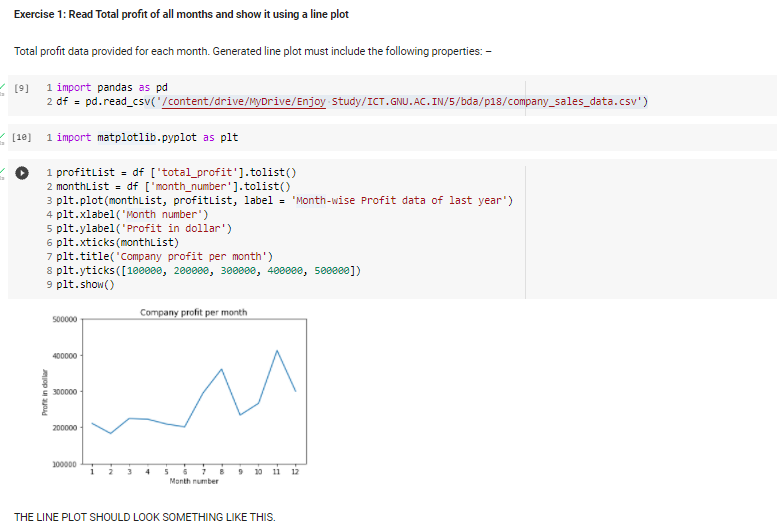 Exercise 1: Read Total profit of all months and show it using a line plot
Total profit data provided for each month. Generated line plot must include the following properties: –
[9] 1 import pandas as pd
2 df = pd.read_csv('/content/drive/MyDrive/Enjoy Study/ICT.GNU.AC.IN/5/bda/p18/company_sales_data.csv')
[10] 1 import matplotlib.pyplot as plt
1 profitList = df ['total_profit'].tolist()
2 monthList = df ['month_number'].tolist()
3 plt.plot(monthList, profitList, label = 'Month-wise Profit data of last year')
4 plt.xlabel('Month number')
5 plt.ylabel('Profit in dollar')
6 plt.xticks(monthList)
7 plt.title('Company profit per month')
8 plt.yticks([100000, 200000, 300000, 400000, 500000])
9 plt.show()
Company profit per month
500000
400000
300000
200000
100000
Profit in dollar
1 2 3 4 5 6 7 8 9 10 11 12
Month number
THE LINE PLOT SHOULD LOOK SOMETHING LIKE THIS.